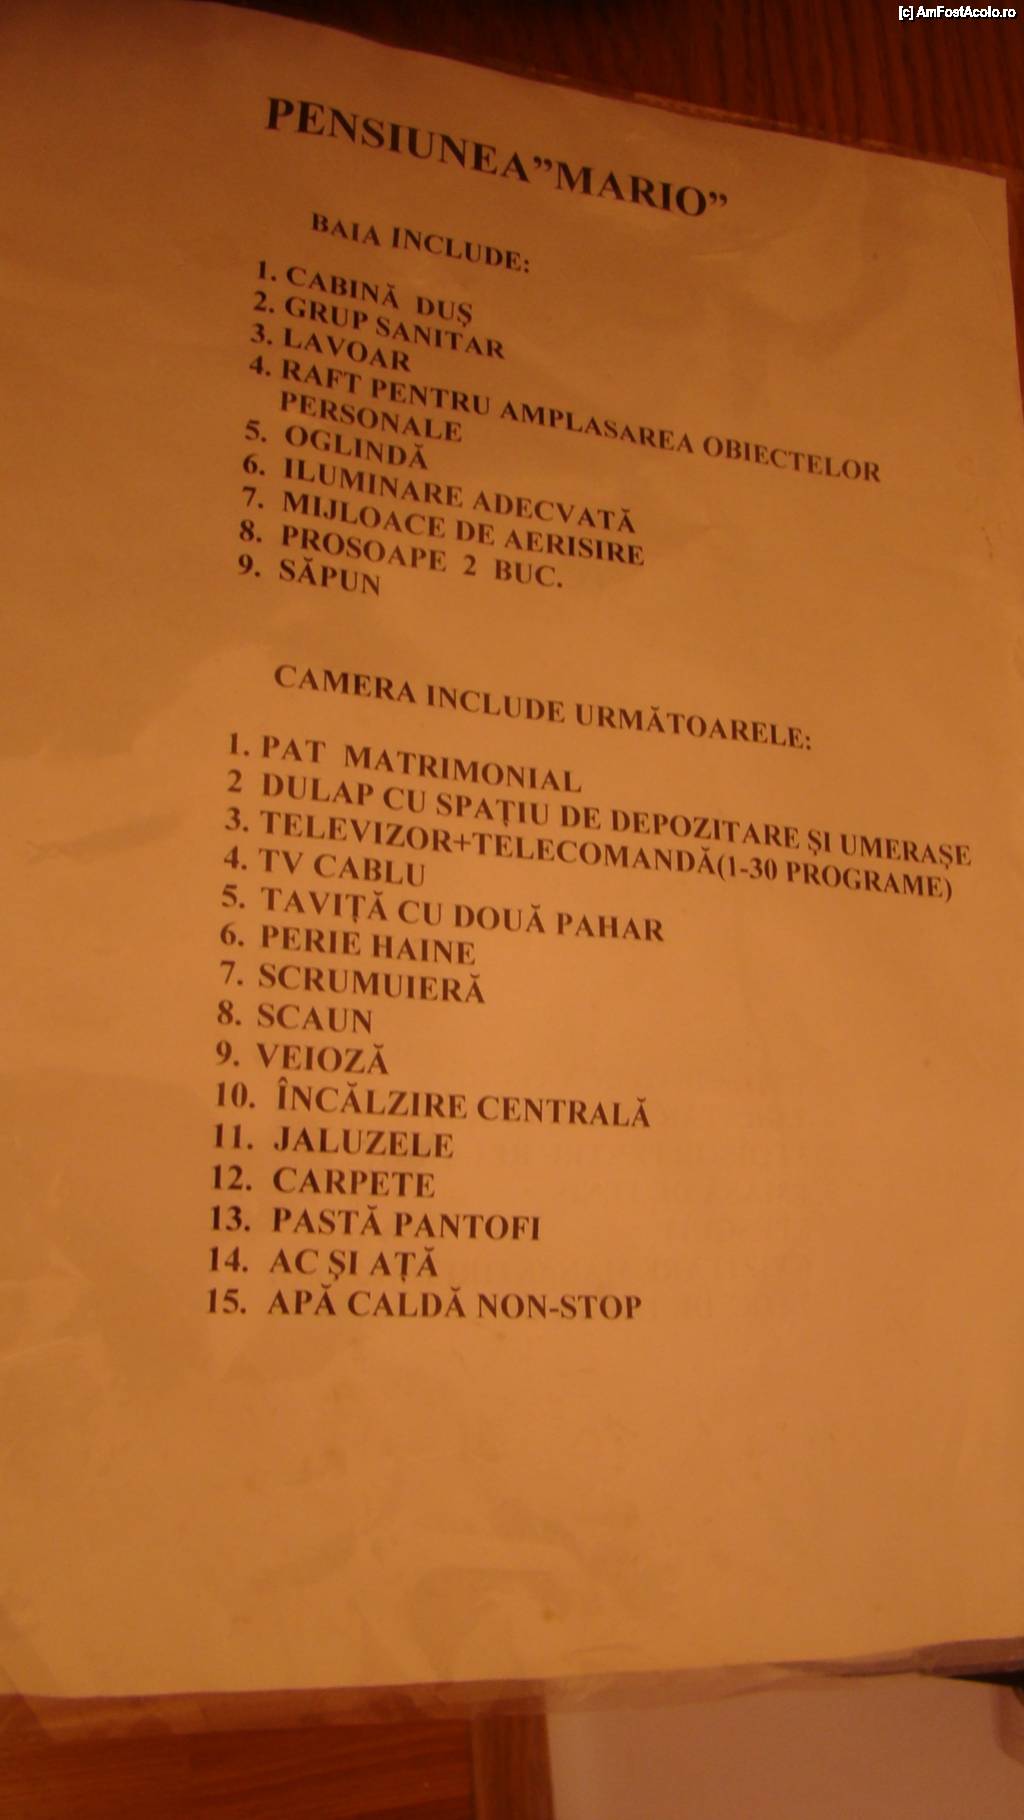 [c] AmFostAcolo.ro
PENSIUNEA”MARIO”
BAIA INCLUDE:
1. CABINĂ DUȘ
2. GRUP SANITAR
3. LAVOAR
4. RAFT PENTRU AMPLASAREA OBIECTELOR
PERSONALE
5. OGLINDĂ
6. ILUMINARE ADECVATĂ
7. MIJLOACE DE AERISIRE
8. PROSOAPE 2 BUC.
9. SĂPUN
CAMERA INCLUDE URMĂTOARELE:
1. PAT MATRIMONIAL
2 DULAP CU SPAȚIU DE DEPOZITARE ȘI UMERAȘE
3. TELEVIZOR+TELECOMANDĂ(1-30 PROGRAME)
4. TV CABLU
5. TAVIȚĂ CU DOUĂ PAHAR
6. PERIE HAINE
7. SCRUMUIERĂ
8. SCAUN
9. VEIOZĂ
10. ÎNCĂLZIRE CENTRALĂ
11. JALUZELE
12. CARPETE
13. PASTĂ PANTOFI
14. AC ȘI AȚĂ
15. APĂ CALDĂ NON-STOP